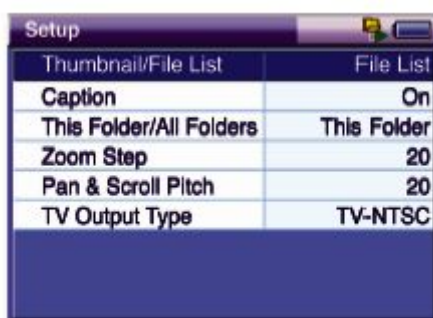 Setup
Thumbnail/File List File List
Caption On
This Folder/All Folders This Folder
Zoom Step 20
Pan & Scroll Pitch 20
TV Output Type TV-NTSC